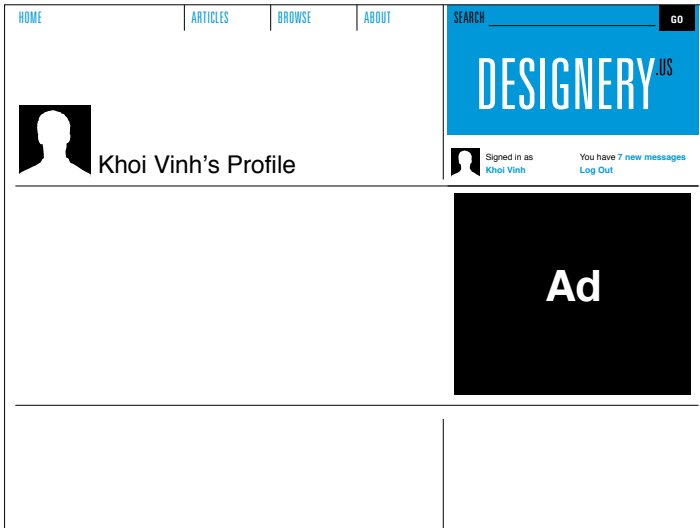 HOME
ARTICLES
BROWSE
ABOUT
SEARCH
GO
DESIGNERY.US
Khoi Vinh's Profile
Signed in as
Khoi Vinh
You have 7 new messages
Log Out
Ad